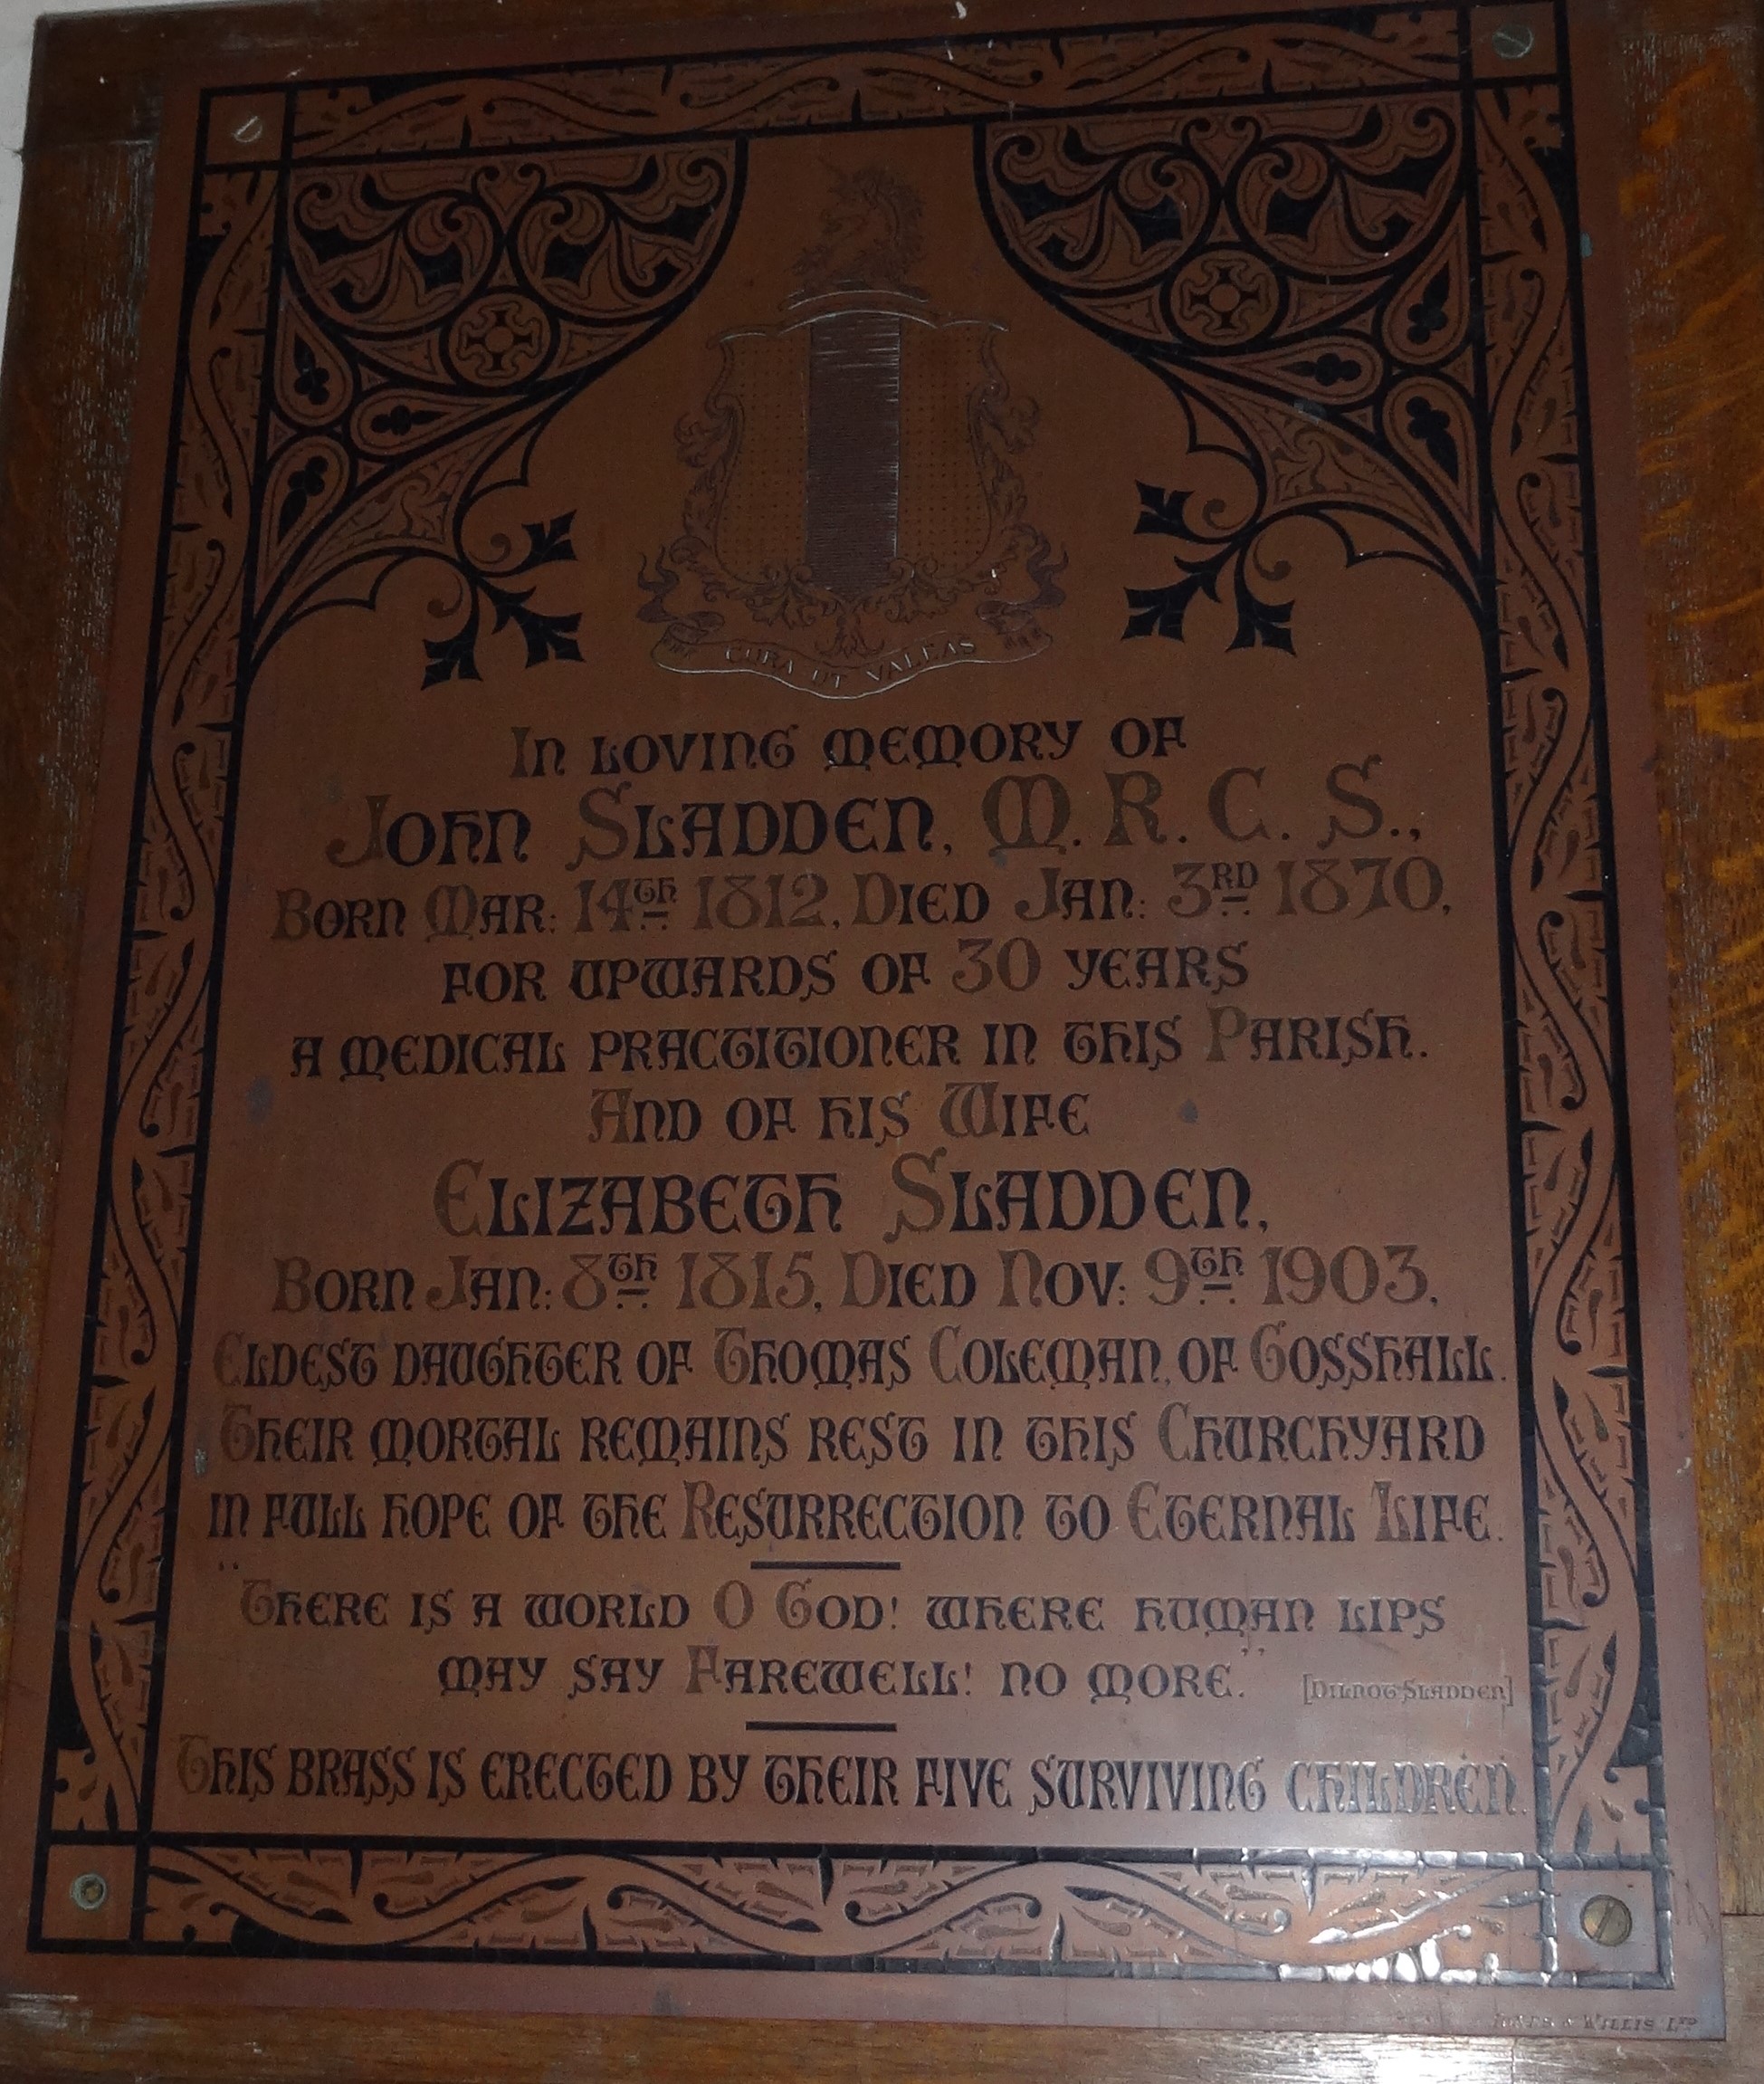 CURA UT VALEAS
In loving memory of
John Sladden, M.R.C.S.,
Born Mar: 14th 1812, Died Jan: 3rd 1870,
for upwards of 30 years
a medical practitioner in this Parish.
And of his Wife
Elizabeth Sladden,
Born Jan: 8th 1815, Died Nov: 9th 1903,
Eldest daughter of Thomas Coleman, of Gosshall.
Their mortal remains rest in this Churchyard
in full hope of the Resurrection to Eternal Life.
"There is a world O God! where human lips
may say Farewell! no more." [Dilnot Sladden]
This brass is erected by their five surviving children.
Jones & Willis Ltd